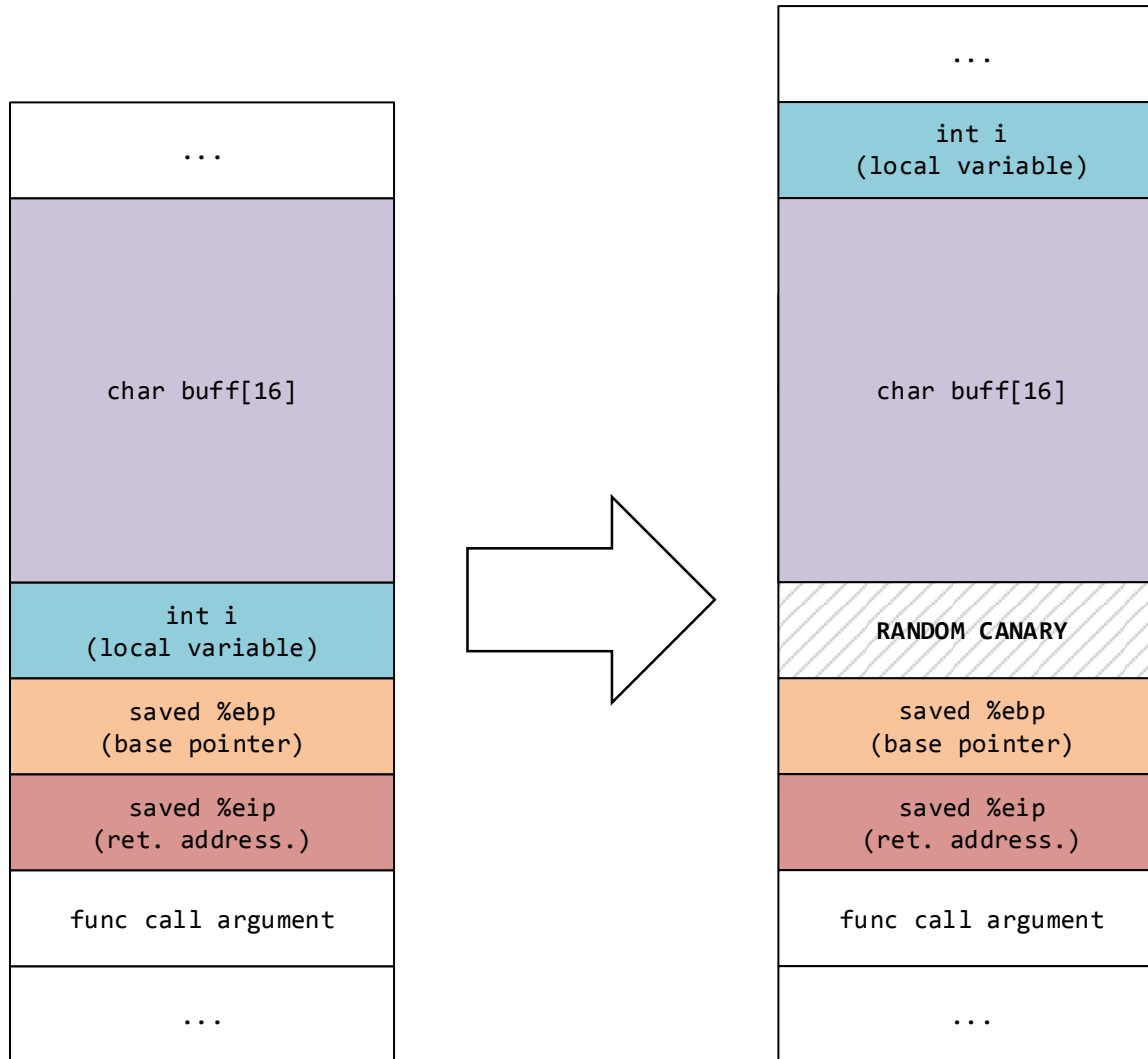 ...
char buff[16]
int i
(local variable)
saved %ebp
(base pointer)
saved %eip
(ret. address.)
func call argument
...
...
int i
(local variable)
char buff[16]
RANDOM CANARY
saved %ebp
(base pointer)
saved %eip
(ret. address.)
func call argument
...